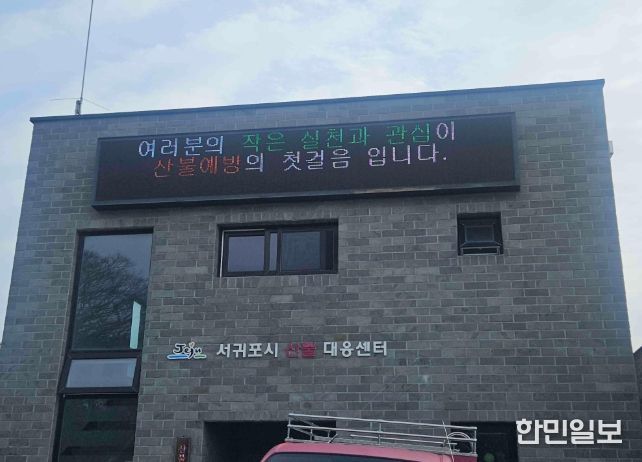 여러분의 작은 실천과 관심이
산불예방의 첫걸음 입니다.
서귀포시 산불 대응센터
한민일보